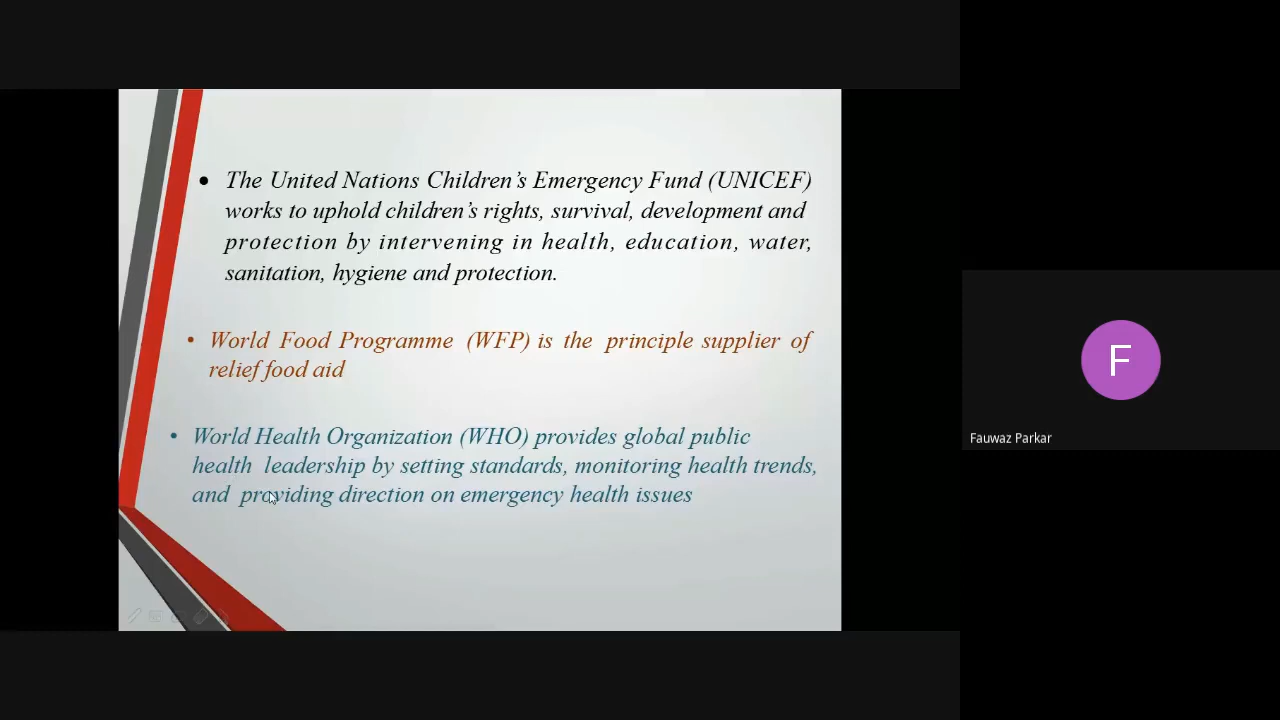 • The United Nations Children’s Emergency Fund (UNICEF)
works to uphold children’s rights, survival, development and
protection by intervening in health, education, water,
sanitation, hygiene and protection.
• World Food Programme (WFP) is the principle supplier of
relief food aid
• World Health Organization (WHO) provides global public
health leadership by setting standards, monitoring health trends,
and providing direction on emergency health issues
F
Fauwaz Parkar